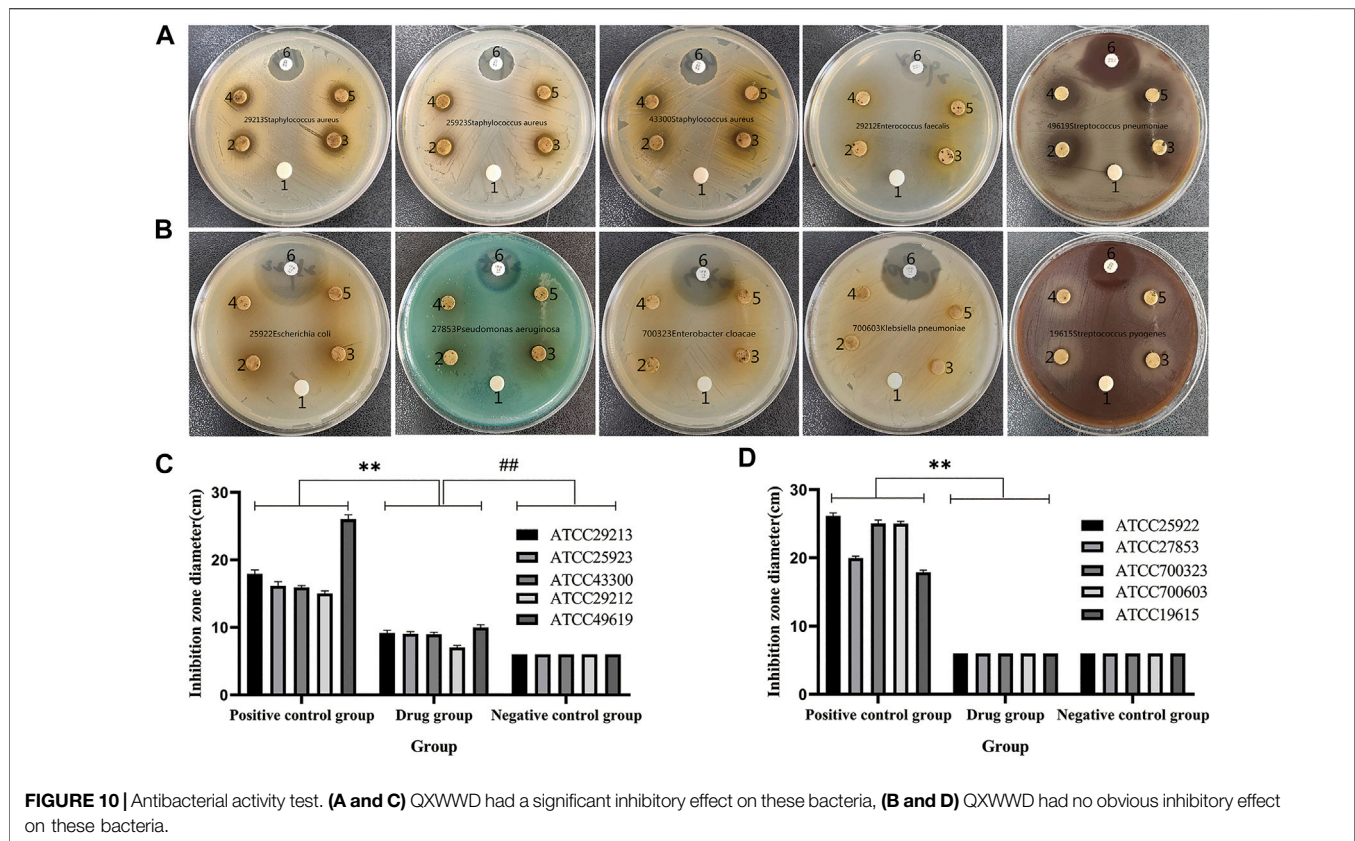 A
6
4
5
29213Staphylococcus aureus
2
3
1
6
4
5
25923Staphylococcus aureus
2
3
1
6
4
5
43300Staphylococcus aureus
2
3
1
6
4
5
29212Enterococcus faecalis
2
3
1
6
4
5
49619Streptococcus pneumoniae
2
3
1
B
6
4
5
25922Escherichia coli
2
3
1
6
4
5
27853Pseudomonas aeruginosa
2
3
1
6
4
5
700323Enterobacter cloacae
2
3
1
6
4
5
700603Klebsiella pneumoniae
2
3
1
6
4
5
19615Streptococcus pyogenes
2
3
1
C
**
##
Inhibition zone diameter(cm)
30
20
10
0
ATCC29213
ATCC25923
ATCC43300
ATCC29212
ATCC49619
Positive control group Drug group Negative control group
Group
D
**
Inhibition zone diameter(cm)
30
20
10
0
ATCC25922
ATCC27853
ATCC700323
ATCC700603
ATCC19615
Positive control group Drug group Negative control group
Group
FIGURE 10 | Antibacterial activity test. (A and C) QXWWD had a significant inhibitory effect on these bacteria, (B and D) QXWWD had no obvious inhibitory effect
on these bacteria.